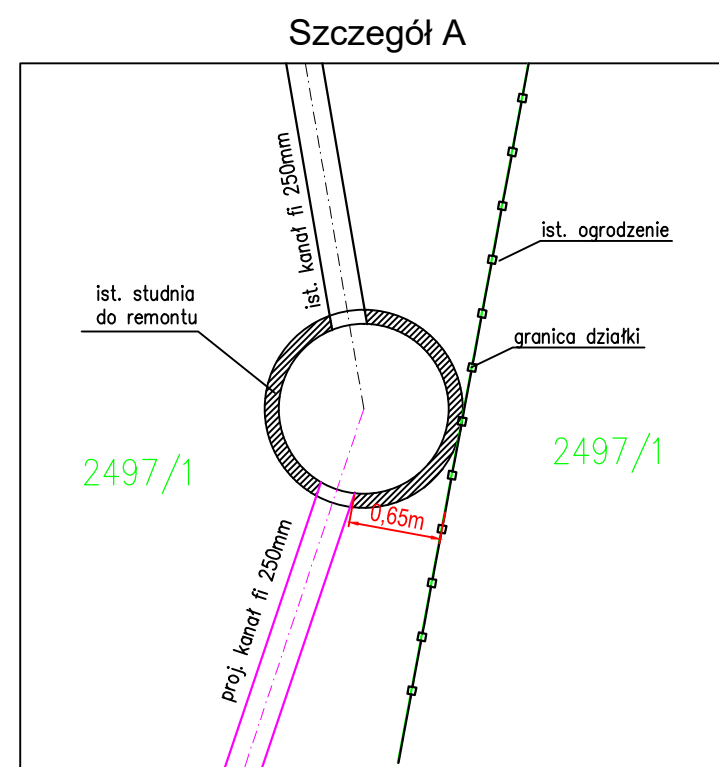 Szczegół A
ist. kanał fi 250mm
ist. ogrodzenie
ist. studnia
do remontu
granica działki
2497/1
2497/1
0,65m
proj. kanał fi 250mm